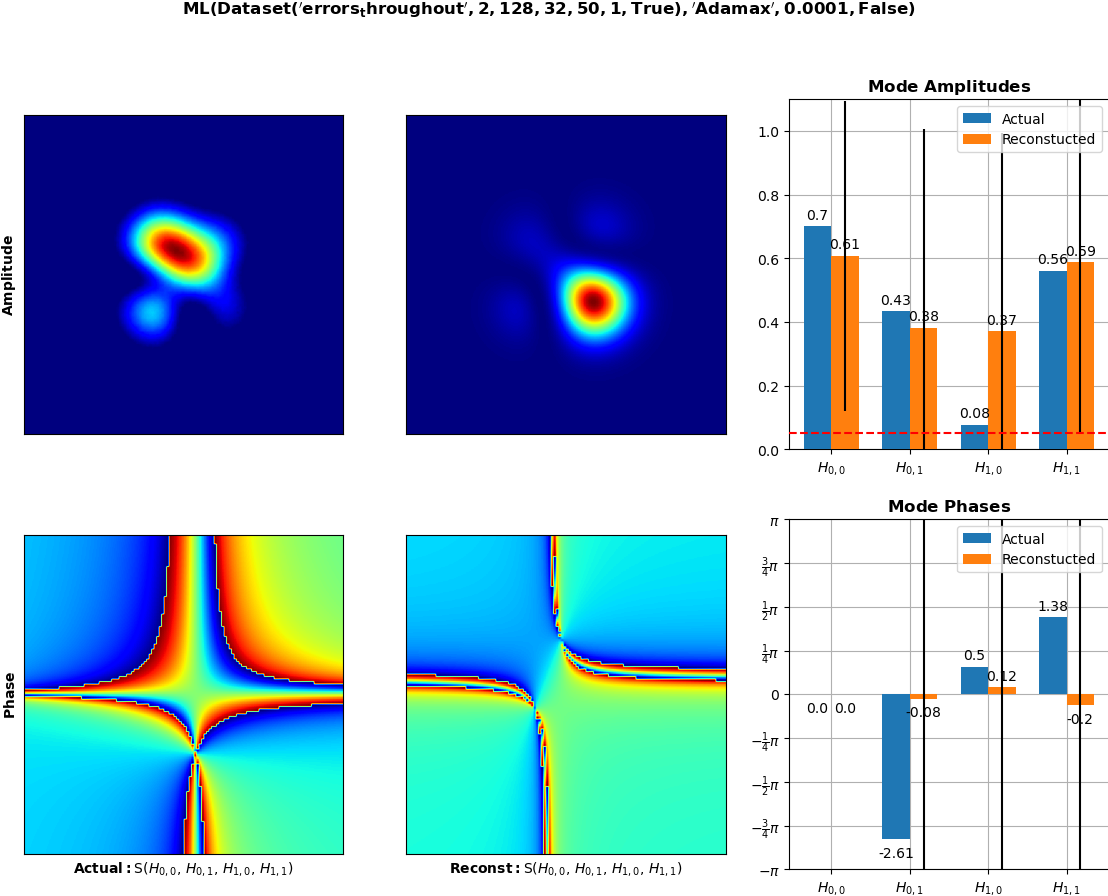 ML(Dataset('errors_throughout', 2, 128, 32, 50, 1, True), 'Adamax', 0.0001, False)
Amplitude
Mode Amplitudes
Actual
Reconstucted
1.0
0.8
0.6
0.4
0.2
0.0
0.7
0.61
0.43
0.38
0.08
0.37
0.56
0.59
H0,0
H0,1
H1,0
H1,1
Phase
Actual: S(H0,0, H0,1, H1,0, H1,1)
Reconst: S(H0,0, H0,1, H1,0, H1,1)
Mode Phases
Actual
Reconstucted
π
3/4π
1/2π
1/4π
0
−1/4π
−1/2π
−3/4π
−π
0.0
0.0
-2.61
-0.08
0.5
0.12
1.38
-0.2
H0,0
H0,1
H1,0
H1,1